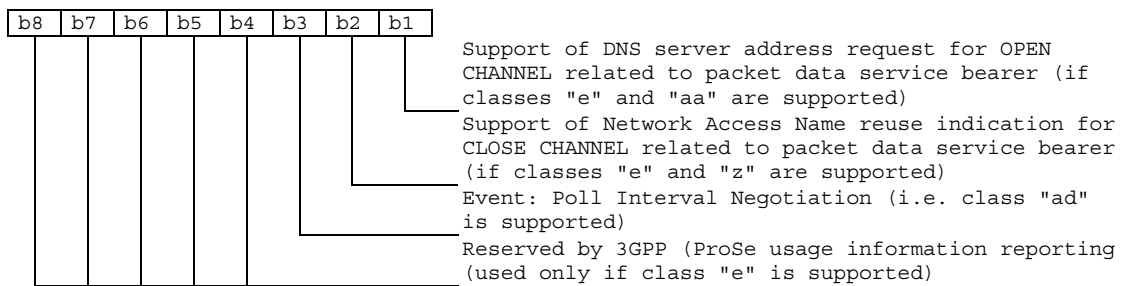 b8 b7 b6 b5 b4 b3 b2 b1
Support of DNS server address request for OPEN
CHANNEL related to packet data service bearer (if
classes "e" and "aa" are supported)
Support of Network Access Name reuse indication for
CLOSE CHANNEL related to packet data service bearer
(if classes "e" and "z" are supported)
Event: Poll Interval Negotiation (i.e. class "ad"
is supported)
Reserved by 3GPP (ProSe usage information reporting
(used only if class "e" is supported)